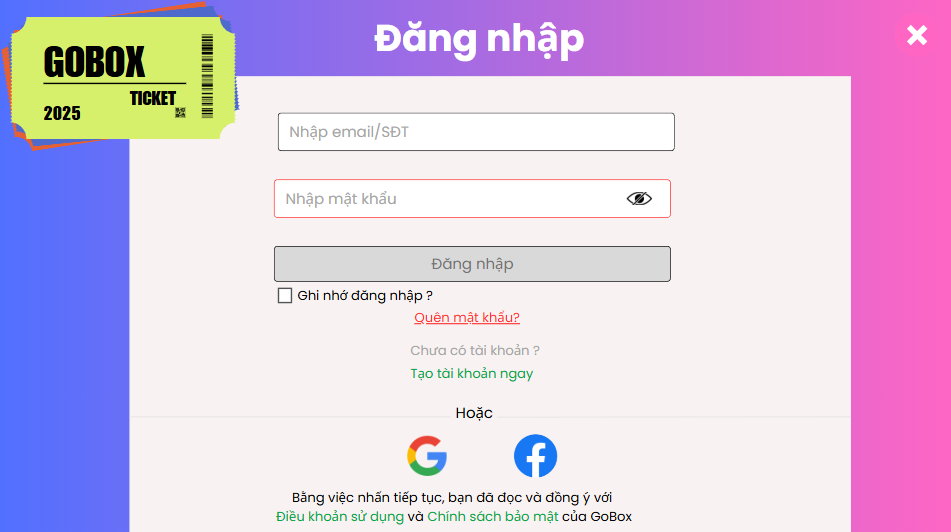 GOBOX
TICKET
2025
Đăng nhập
Nhập email/SĐT
Nhập mật khẩu
Đăng nhập
Ghi nhớ đăng nhập ?
Quên mật khẩu?
Chưa có tài khoản ?
Tạo tài khoản ngay
Hoặc
Bằng việc nhấn tiếp tục, bạn đã đọc và đồng ý với
Điều khoản sử dụng và Chính sách bảo mật của GoBox